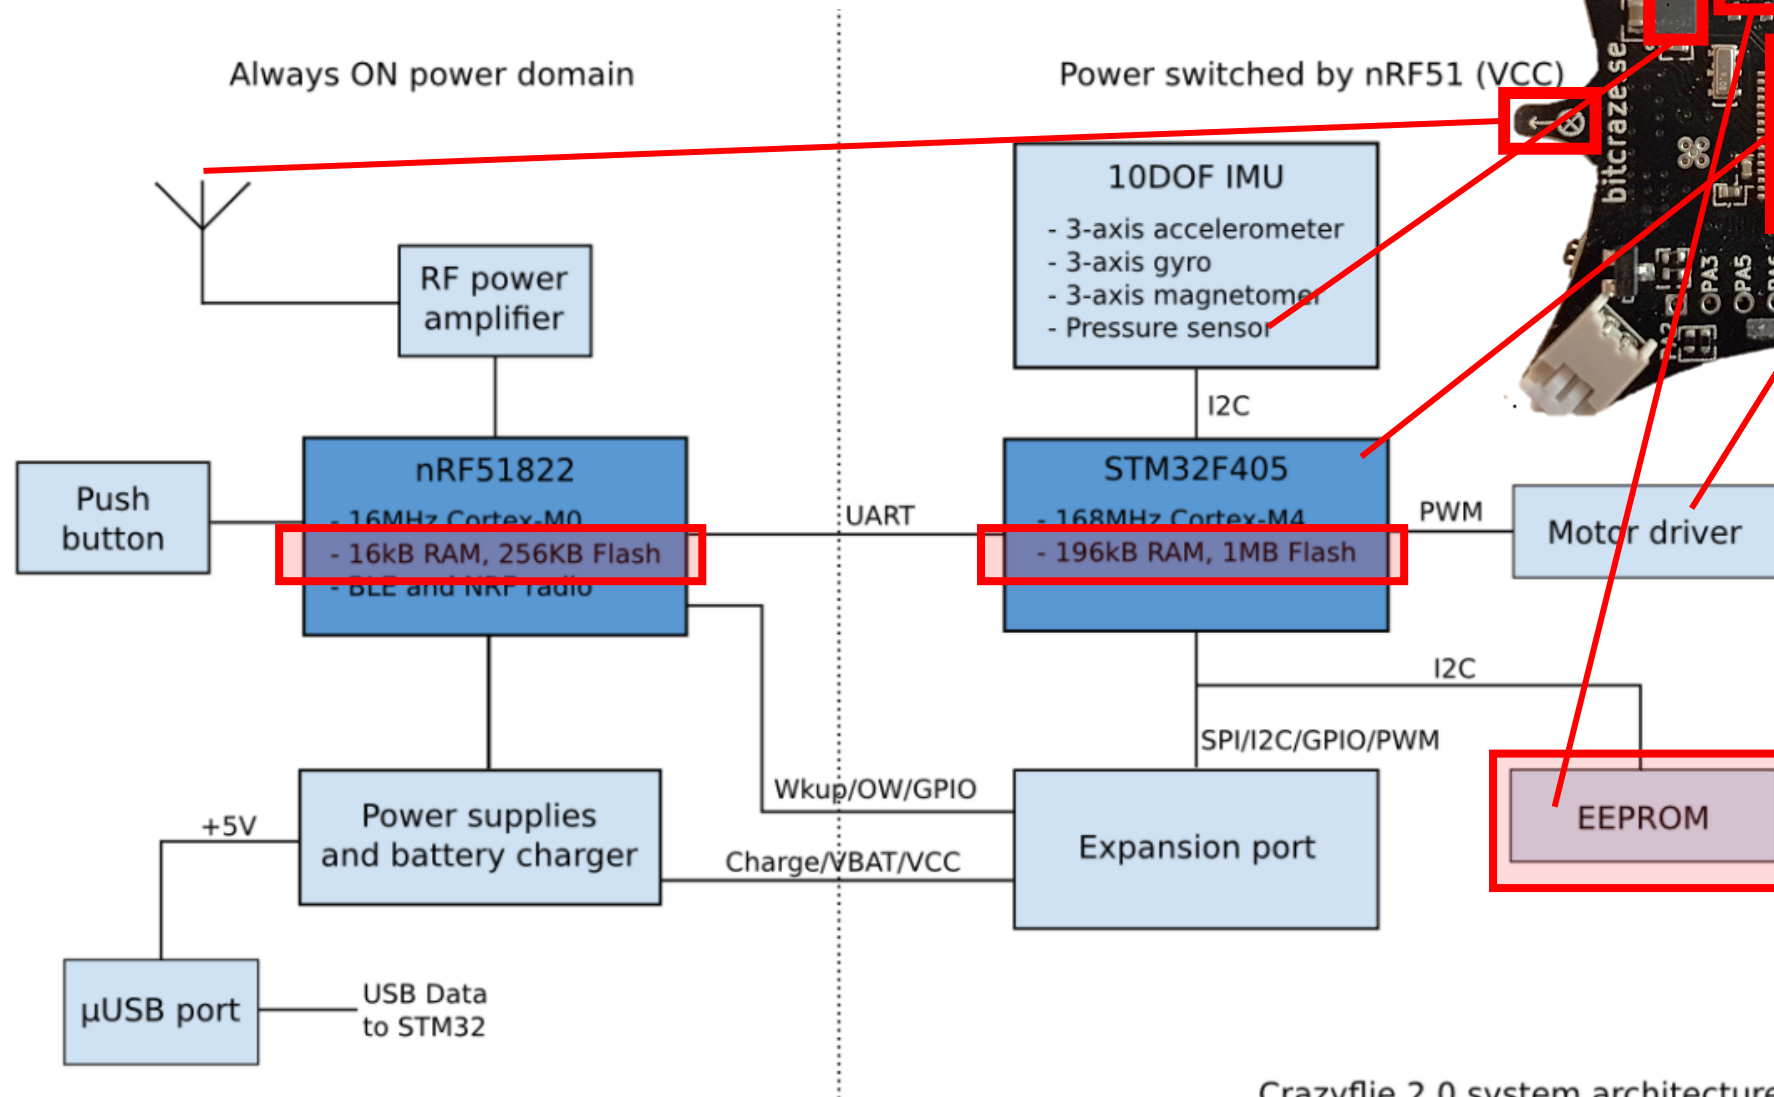 Always ON power domain
Power switched by nRF51 (VCC)
bitcraze.se
10DOF IMU
- 3-axis accelerometer
- 3-axis gyro
- 3-axis magnetomer
- Pressure sensor
RF power
amplifier
I2C
PA3
PA5
Push
button
nRF51822
- 16MHz Cortex-M0
- 16kB RAM, 256KB Flash
- BLE and NRF radio
UART
STM32F405
- 168MHz Cortex-M4
- 196kB RAM, 1MB Flash
PWM
Motor driver
I2C
SPI/I2C/GPIO/PWM
Wkup/OW/GPIO
Power supplies
and battery charger
+5V
Charge/VBAT/VCC
Expansion port
EEPROM
µUSB port
USB Data
to STM32
Crazyflie 2.0 system architecture